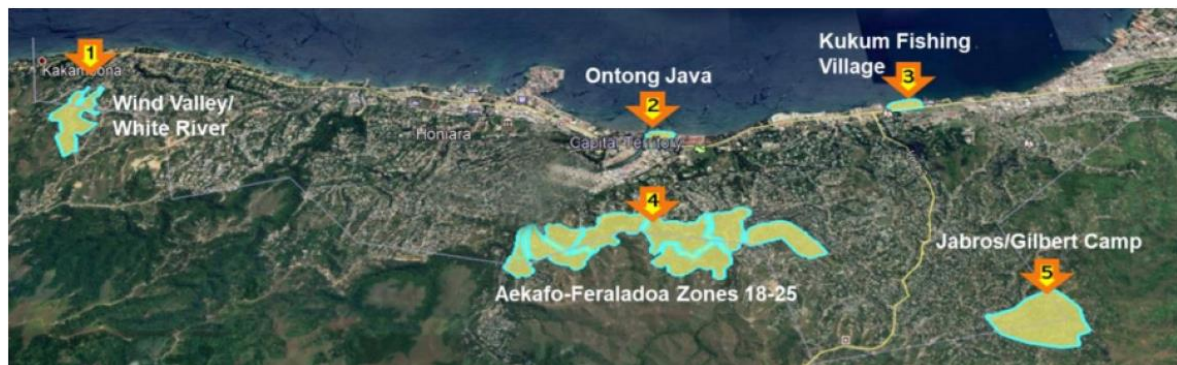 1
Kakambona
Wind Valley/
White River
Ontong Java
2
Honiara
Capital Territory
Kukum Fishing
Village
3
4
Aekafo-Feraladoa Zones 18-25
Jabros/Gilbert Camp
5